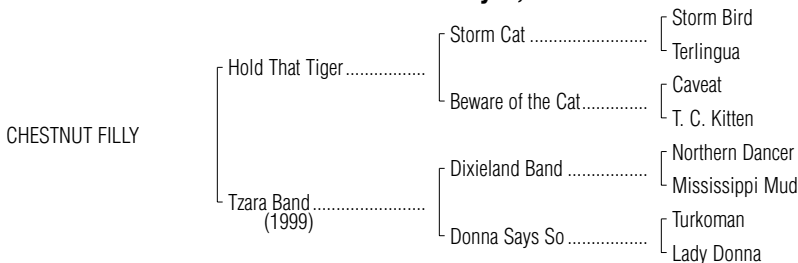 Storm Bird
Storm Cat ........................
Terlingua
Hold That Tiger .................
Caveat
Beware of the Cat..............
T. C. Kitten
CHESTNUT FILLY
Northern Dancer
Dixieland Band .................
Mississippi Mud
Tzara Band ........................
(1999)
Turkoman
Donna Says So .................
Lady Donna